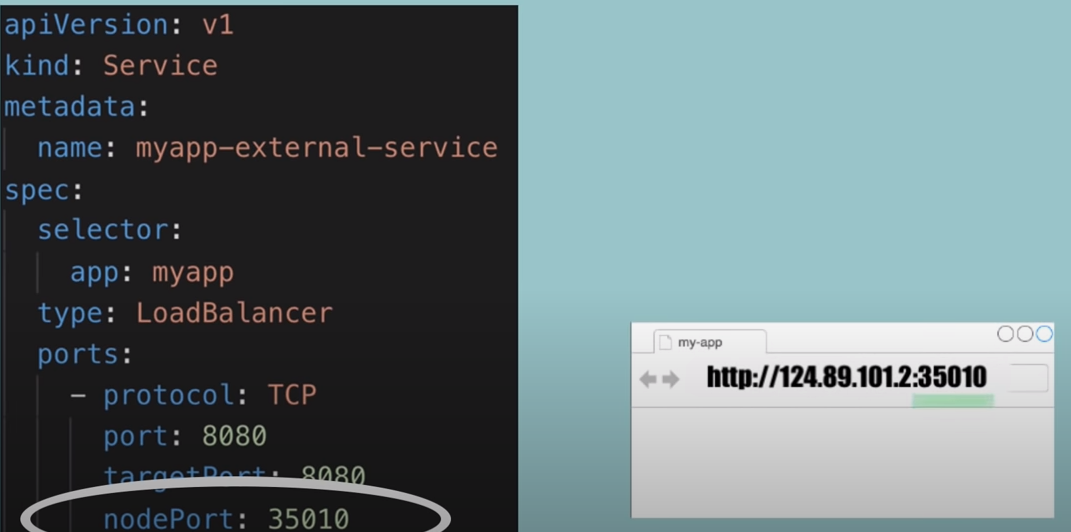 apiVersion: v1
kind: Service
metadata:
name: myapp-external-service
spec:
selector:
app: myapp
type: LoadBalancer
ports:
- protocol: TCP
port: 8080
targetPort: 8080
nodePort: 35010
my-app
http://124.89.101.2:35010